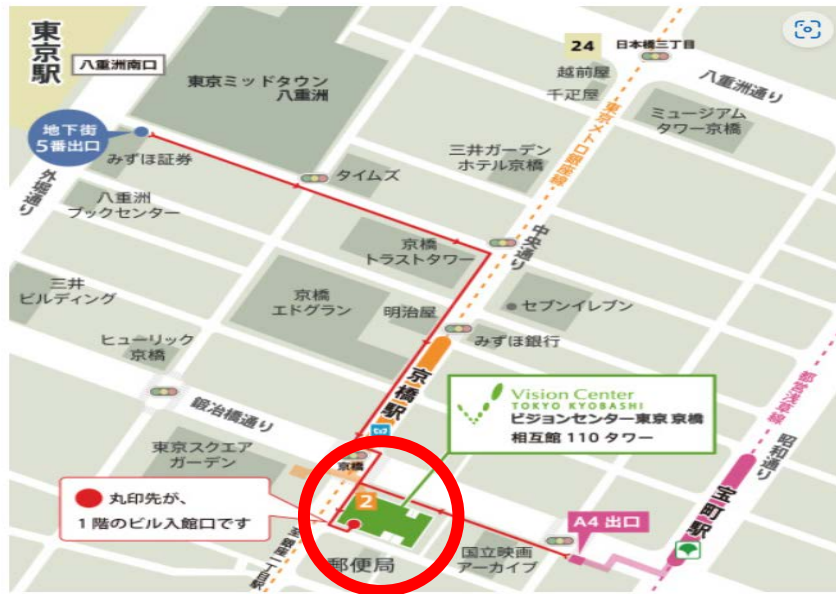 東京駅
八重洲南口
東京ミッドタウン
八重洲
24
日本橋三丁目
越前屋
千疋屋
八重洲通り
ミュージアム
タワー京橋
東京メトロ銀座線
地下街
5番出口
みずほ証券
三井ガーデン
ホテル京橋
タイムズ
外堀通り
八重洲
ブックセンター
中央通り
京橋
トラストタワー
三井
ビルディング
京橋
エドグラン
明治屋
セブンイレブン
みずほ銀行
ヒューリック
京橋
京橋駅
都営浅草線
昭和通り
鍛冶橋通り
Vision Center
TOKYO KYOBASHI
ビジョンセンター東京 京橋
相互館 110 タワー
東京スクエア
ガーデン
京橋
2
宝町駅
丸印先が、
1階のビル入館口です
A4 出口
至銀座一丁目駅
郵便局
国立映画
アーカイブ